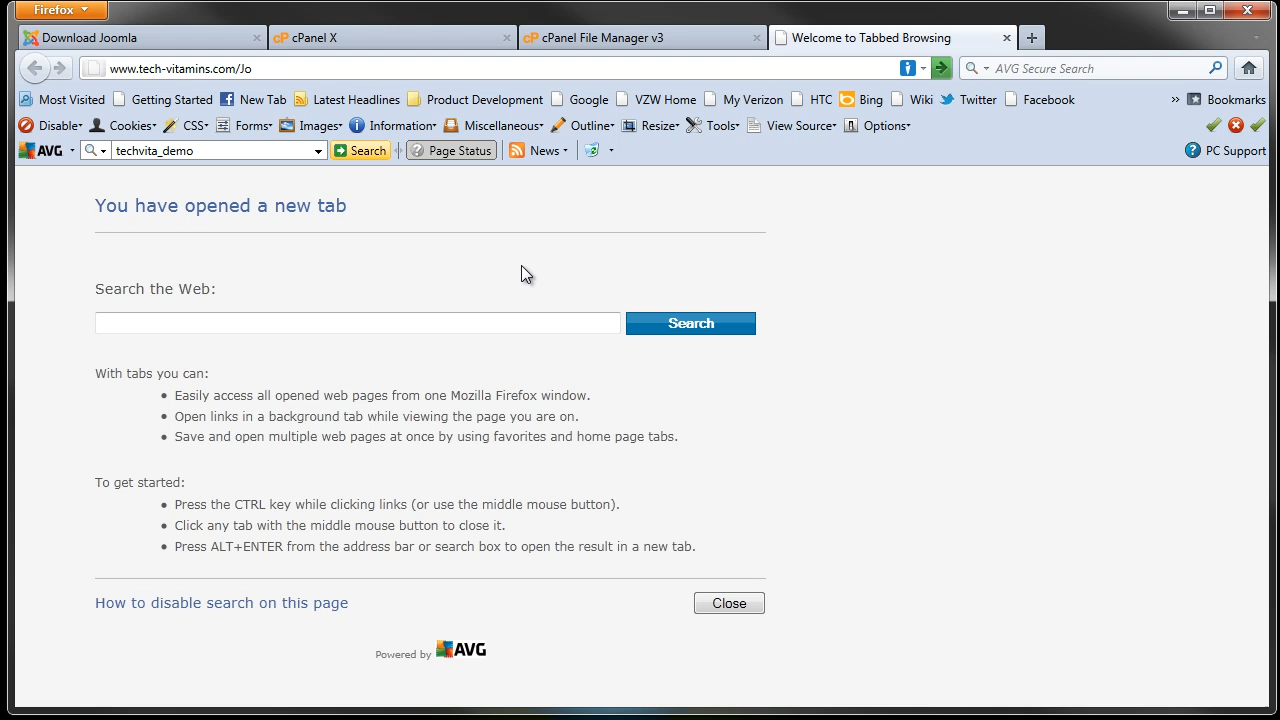 Firefox
Download Joomla cPanel X cPanel File Manager v3 Welcome to Tabbed Browsing
www.tech-vitamins.com/Jo AVG Secure Search
Most Visited Getting Started New Tab Latest Headlines Product Development Google VZW Home My Verizon HTC Bing Wiki Twitter Facebook » Bookmarks
Disable Cookies CSS Forms Images Information Miscellaneous Outline Resize Tools View Source Options
AVG techvita_demo Search Page Status News PC Support
You have opened a new tab
Search the Web:
Search
With tabs you can:
• Easily access all opened web pages from one Mozilla Firefox window.
• Open links in a background tab while viewing the page you are on.
• Save and open multiple web pages at once by using favorites and home page tabs.
To get started:
• Press the CTRL key while clicking links (or use the middle mouse button).
• Click any tab with the middle mouse button to close it.
• Press ALT+ENTER from the address bar or search box to open the result in a new tab.
How to disable search on this page Close
Powered by AVG